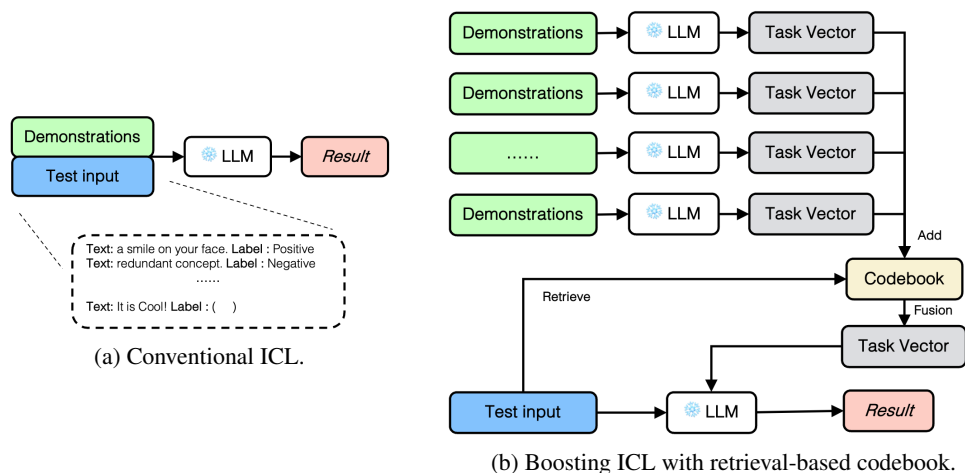 Demonstrations
Test input
LLM
Result
Text: a smile on your face. Label : Positive
Text: redundant concept. Label : Negative
......
Text: It is Cool! Label : ( )
(a) Conventional ICL.
Demonstrations LLM Task Vector
Demonstrations LLM Task Vector
...... LLM Task Vector
Demonstrations LLM Task Vector
Add
Codebook
Retrieve
Fusion
Task Vector
Test input LLM Result
(b) Boosting ICL with retrieval-based codebook.